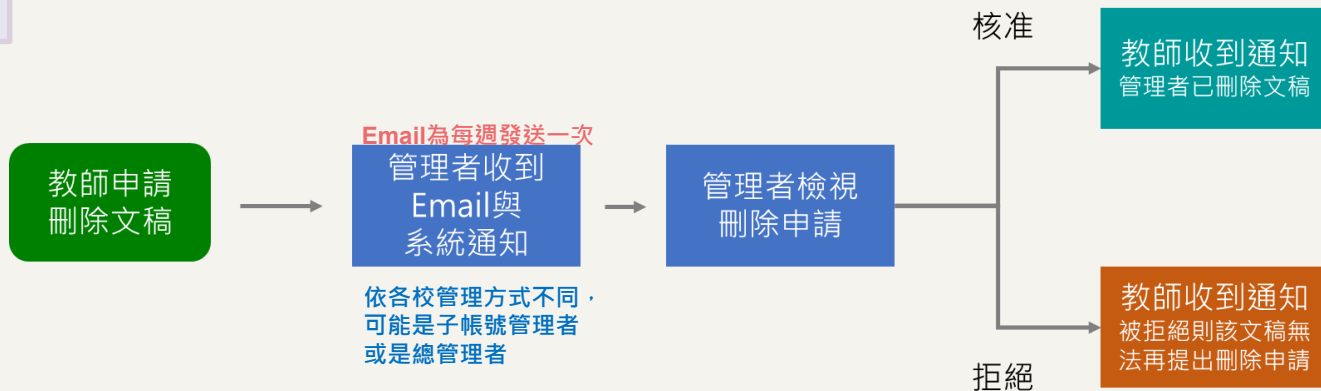 教師申請
刪除文稿
Email為每週發送一次
管理者收到
Email與
系統通知
依各校管理方式不同，
可能是子帳號管理者
或是總管理者
管理者檢視
刪除申請
核准
教師收到通知
管理者已刪除文稿
拒絕
教師收到通知
被拒絕則該文稿無
法再提出刪除申請